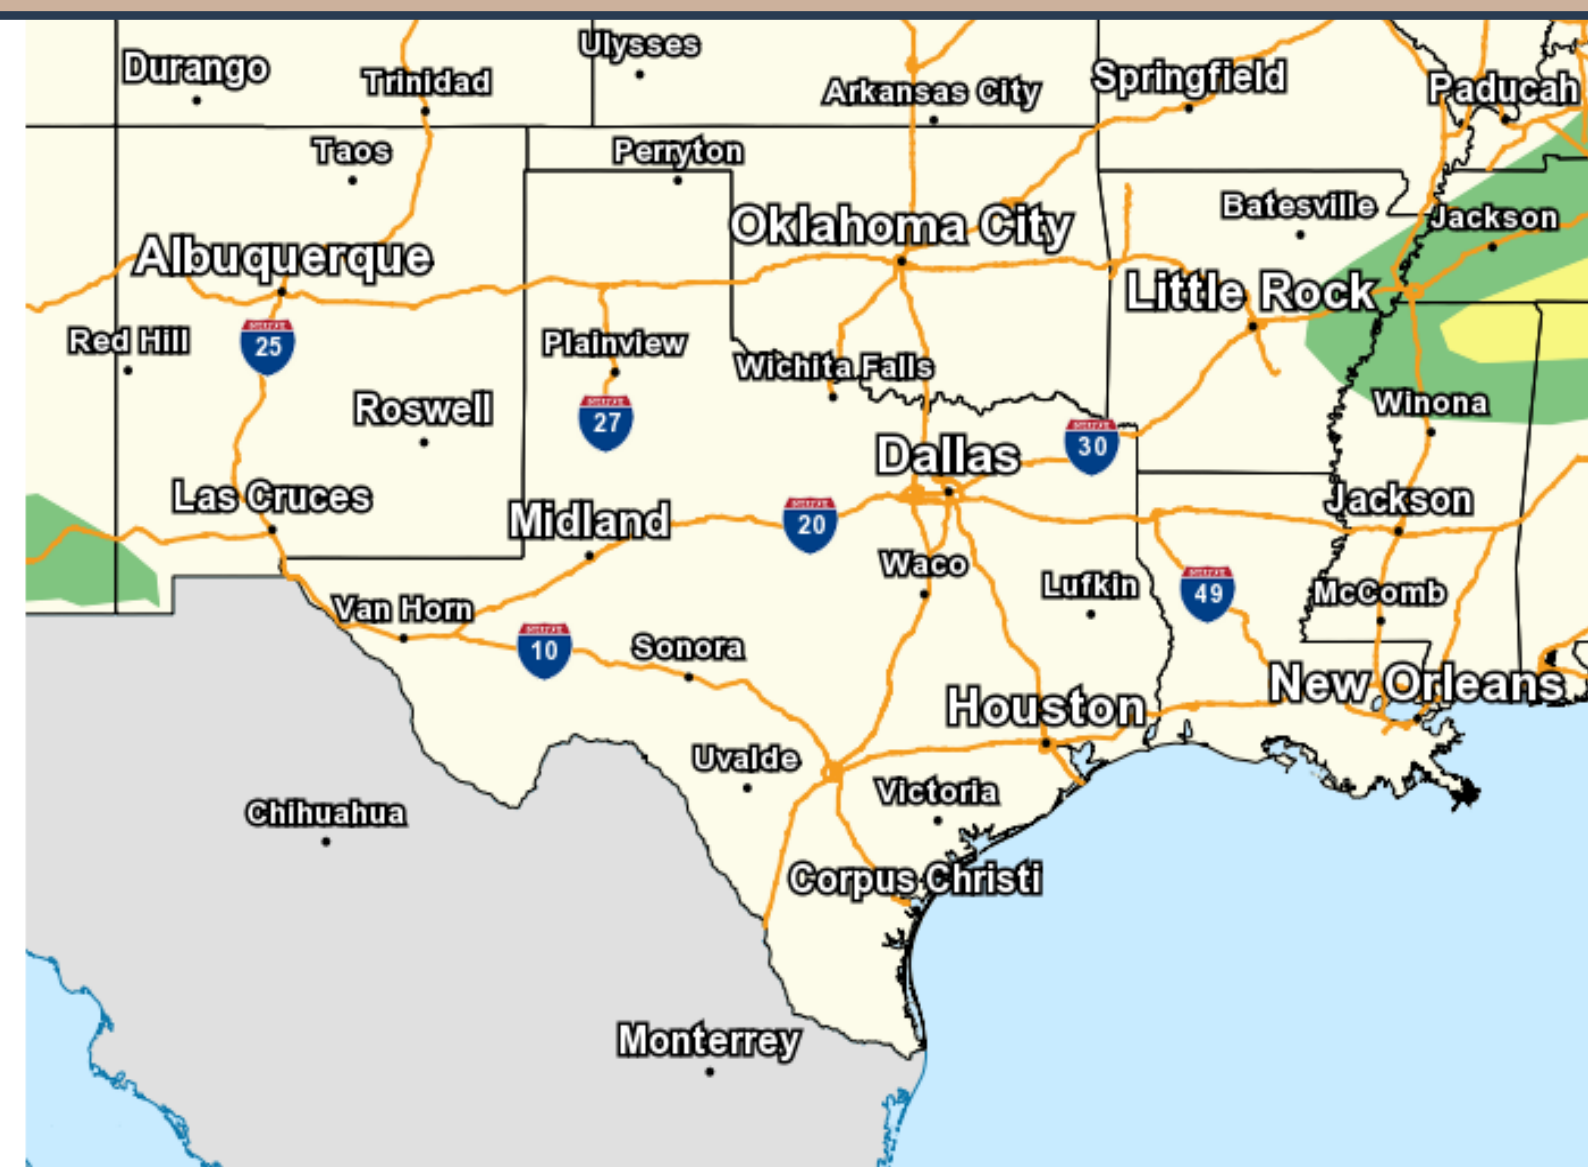 Ulysses
Durango
Trinidad
Springfield
Arkansas City
Paducah
Taos
Perryton
Batesville
Jackson
Oklahoma City
Albuquerque
Little Rock
Red Hill
25
Plainview
Wichita Falls
Roswell
27
Winona
30
Dallas
Las Cruces
Jackson
Midland
20
Waco
Lufkin
49
McComb
Van Horn
10
Sonora
New Orleans
Houston
Uvalde
Victoria
Chihuahua
Corpus Christi
Monterrey